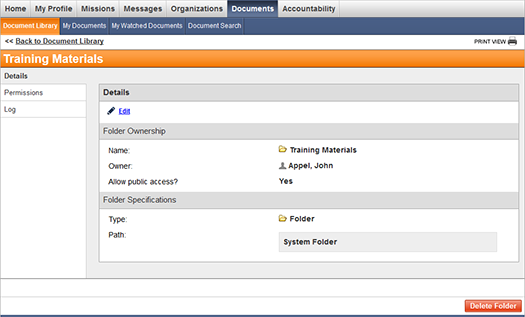 Home My Profile Missions Messages Organizations Documents Accountability
Document Library My Documents My Watched Documents Document Search
<< Back to Document Library PRINT VIEW
Training Materials
Details
Permissions
Log
Details
Edit
Folder Ownership
Name: Training Materials
Owner: Appel, John
Allow public access? Yes
Folder Specifications
Type: Folder
Path: System Folder
Delete Folder